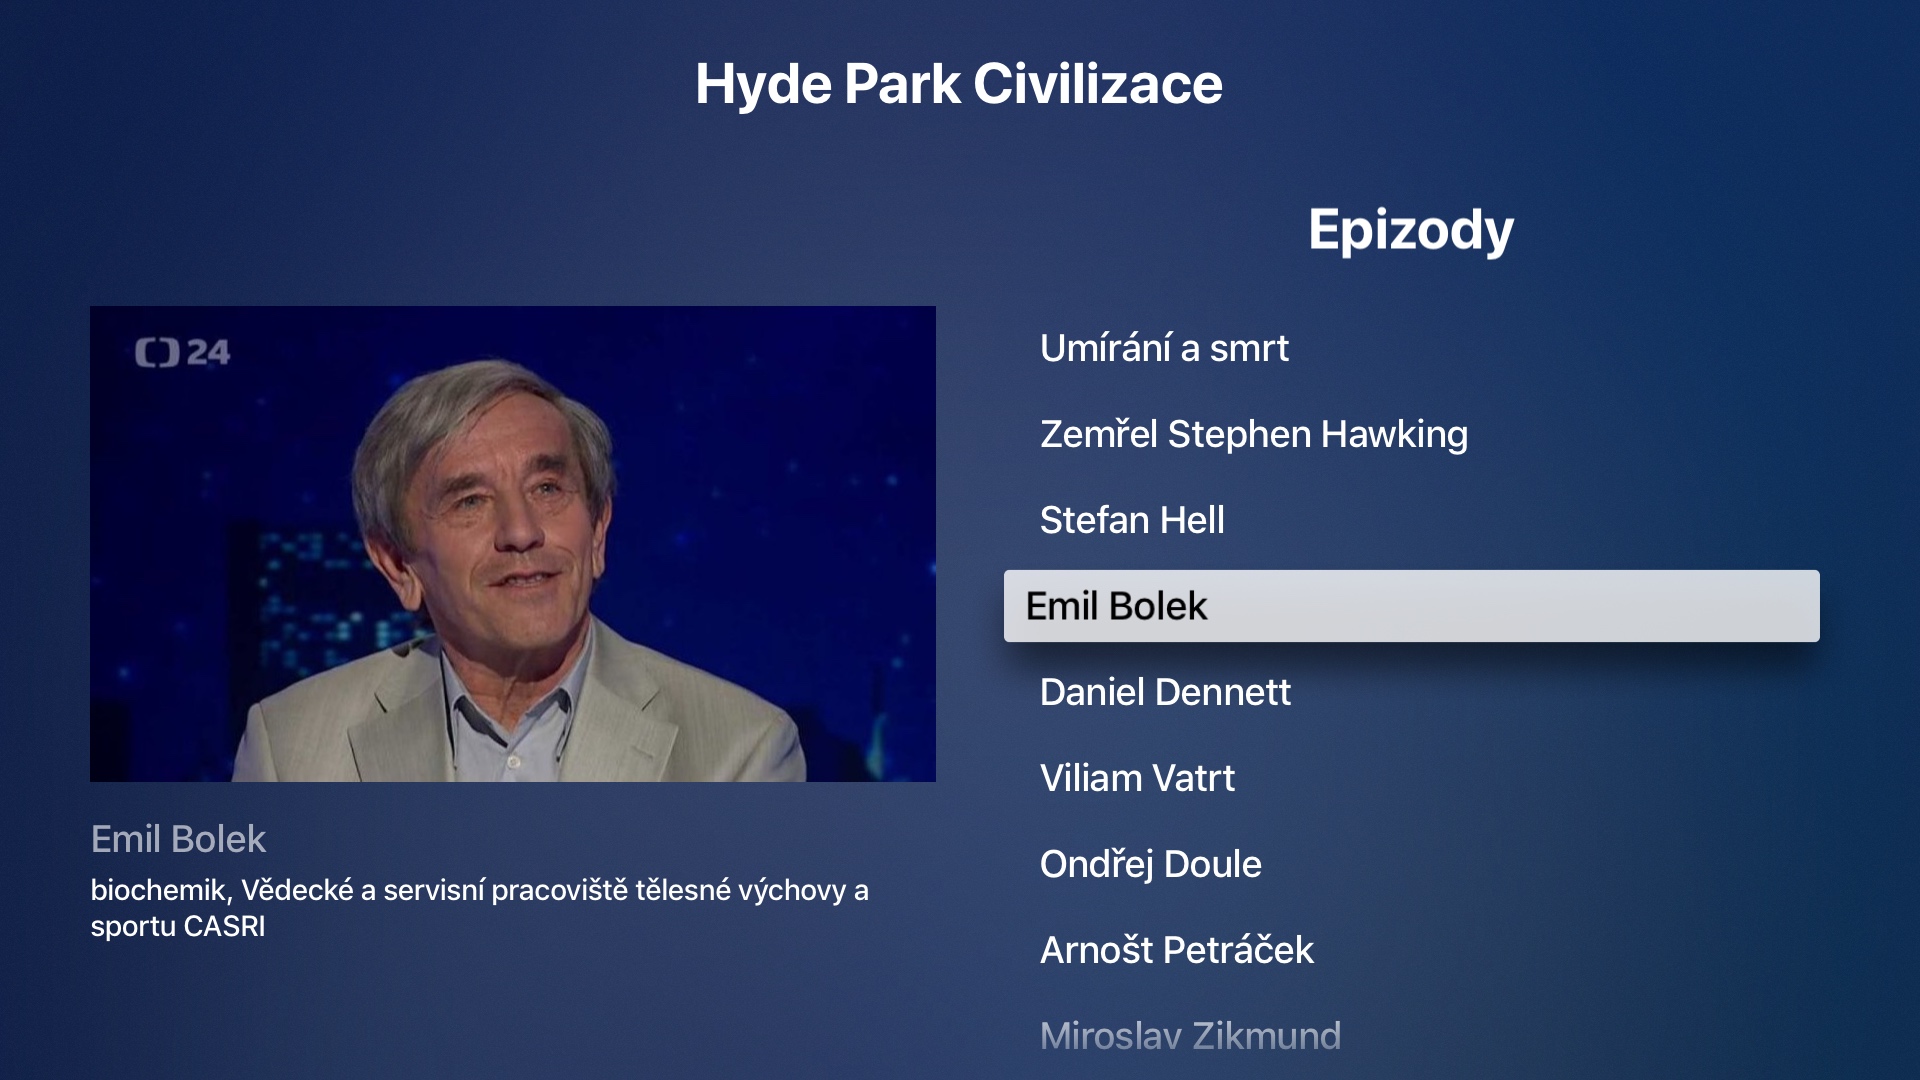 Hyde Park Civilizace
Epizody
24
Emil Bolek
biochemik, Vědecké a servisní pracoviště tělesné výchovy a
sportu CASRI
Umírání a smrt
Zemřel Stephen Hawking
Stefan Hell
Emil Bolek
Daniel Dennett
Viliam Vatrt
Ondřej Doule
Arnošt Petráček
Miroslav Zikmund